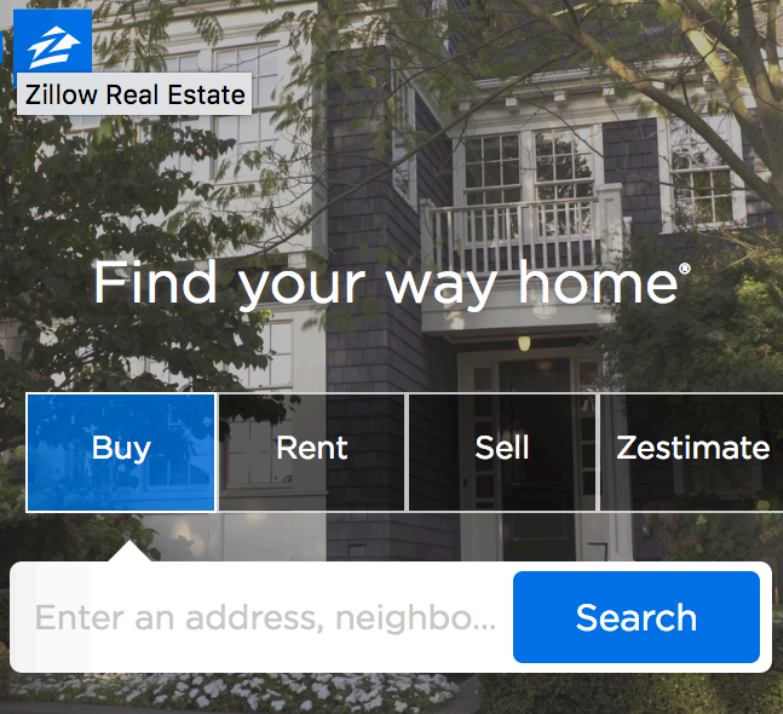 Zillow Real Estate
Find your way home®
Buy
Rent
Sell
Zestimate
Enter an address, neighbo...
Search